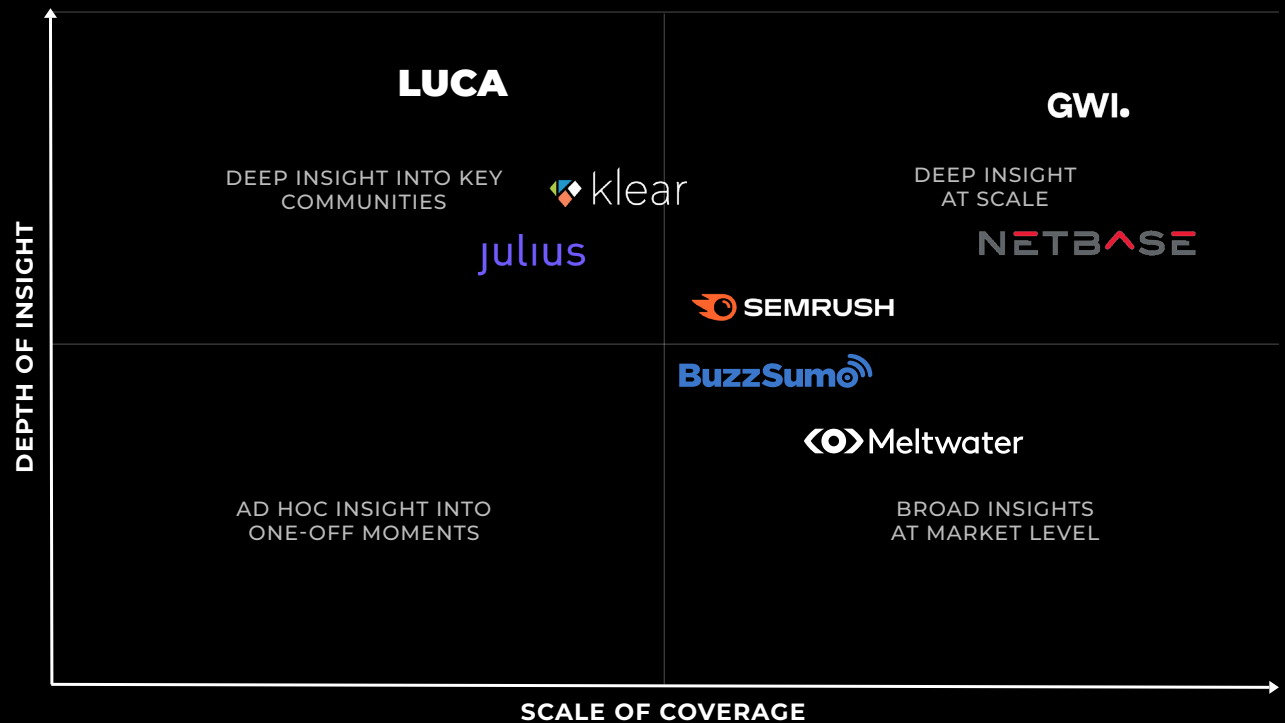 LUCA
GWI.
DEEP INSIGHT INTO KEY
COMMUNITIES
klear
DEEP INSIGHT
AT SCALE
julius
NETBASE
SEMRUSH
BuzzSumo
Meltwater
AD HOC INSIGHT INTO
ONE-OFF MOMENTS
BROAD INSIGHTS
AT MARKET LEVEL
DEPTH OF INSIGHT
SCALE OF COVERAGE